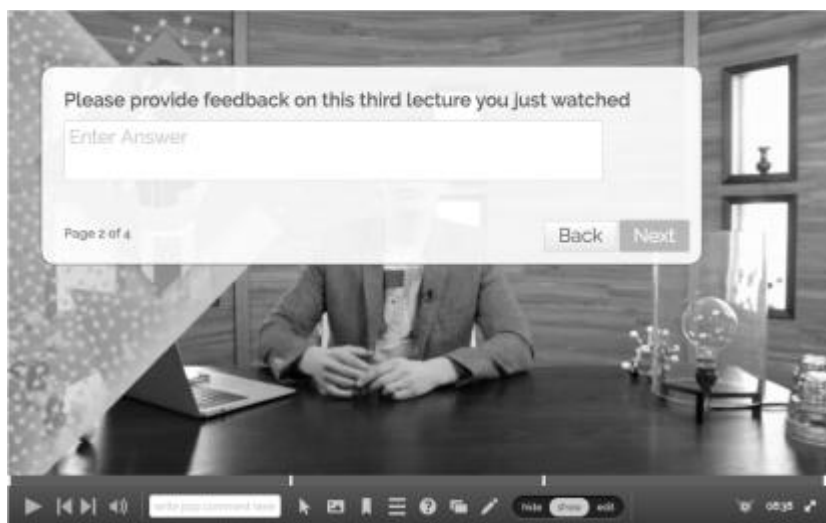 Please provide feedback on this third lecture you just watched
Enter Answer
Page 2 of 4
Back Next
hide show edit 08:38